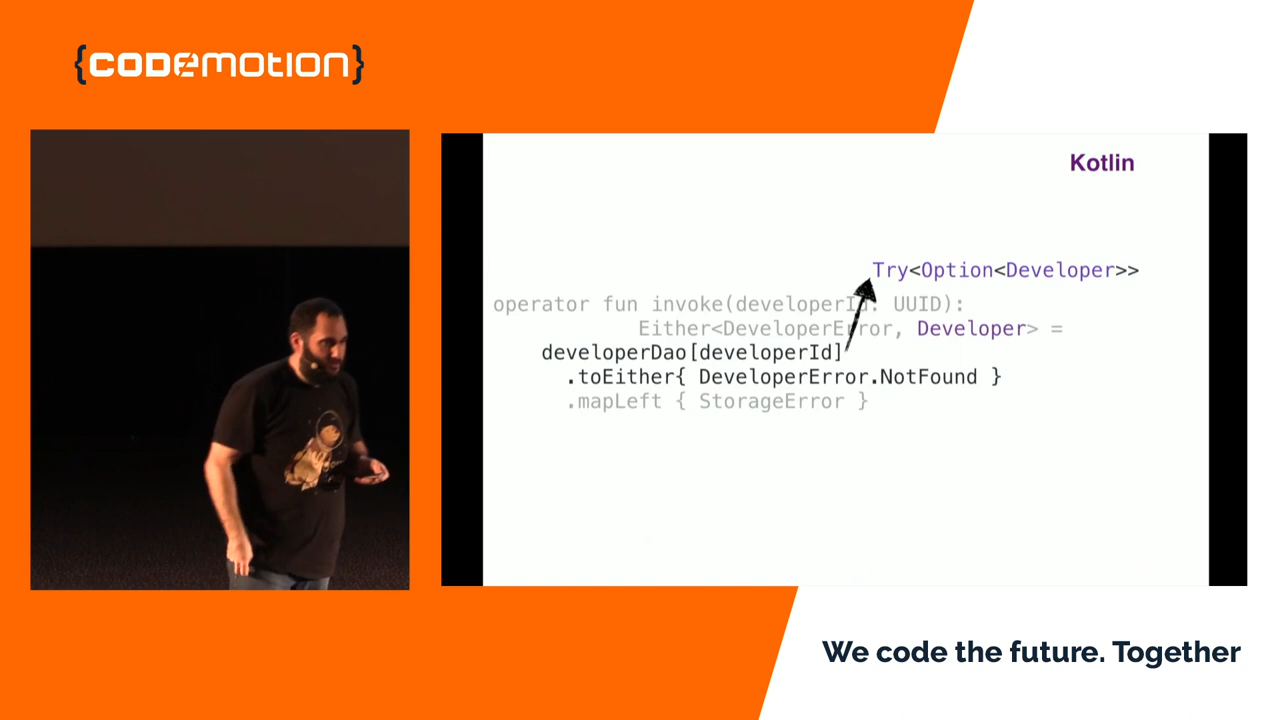 {CODEMOTION}
Kotlin
Try<Option<Developer>>
operator fun invoke(developerId: UUID):
Either<DeveloperError, Developer> =
developerDao[developerId]
.toEither{ DeveloperError.NotFound }
.mapLeft { StorageError }
We code the future. Together